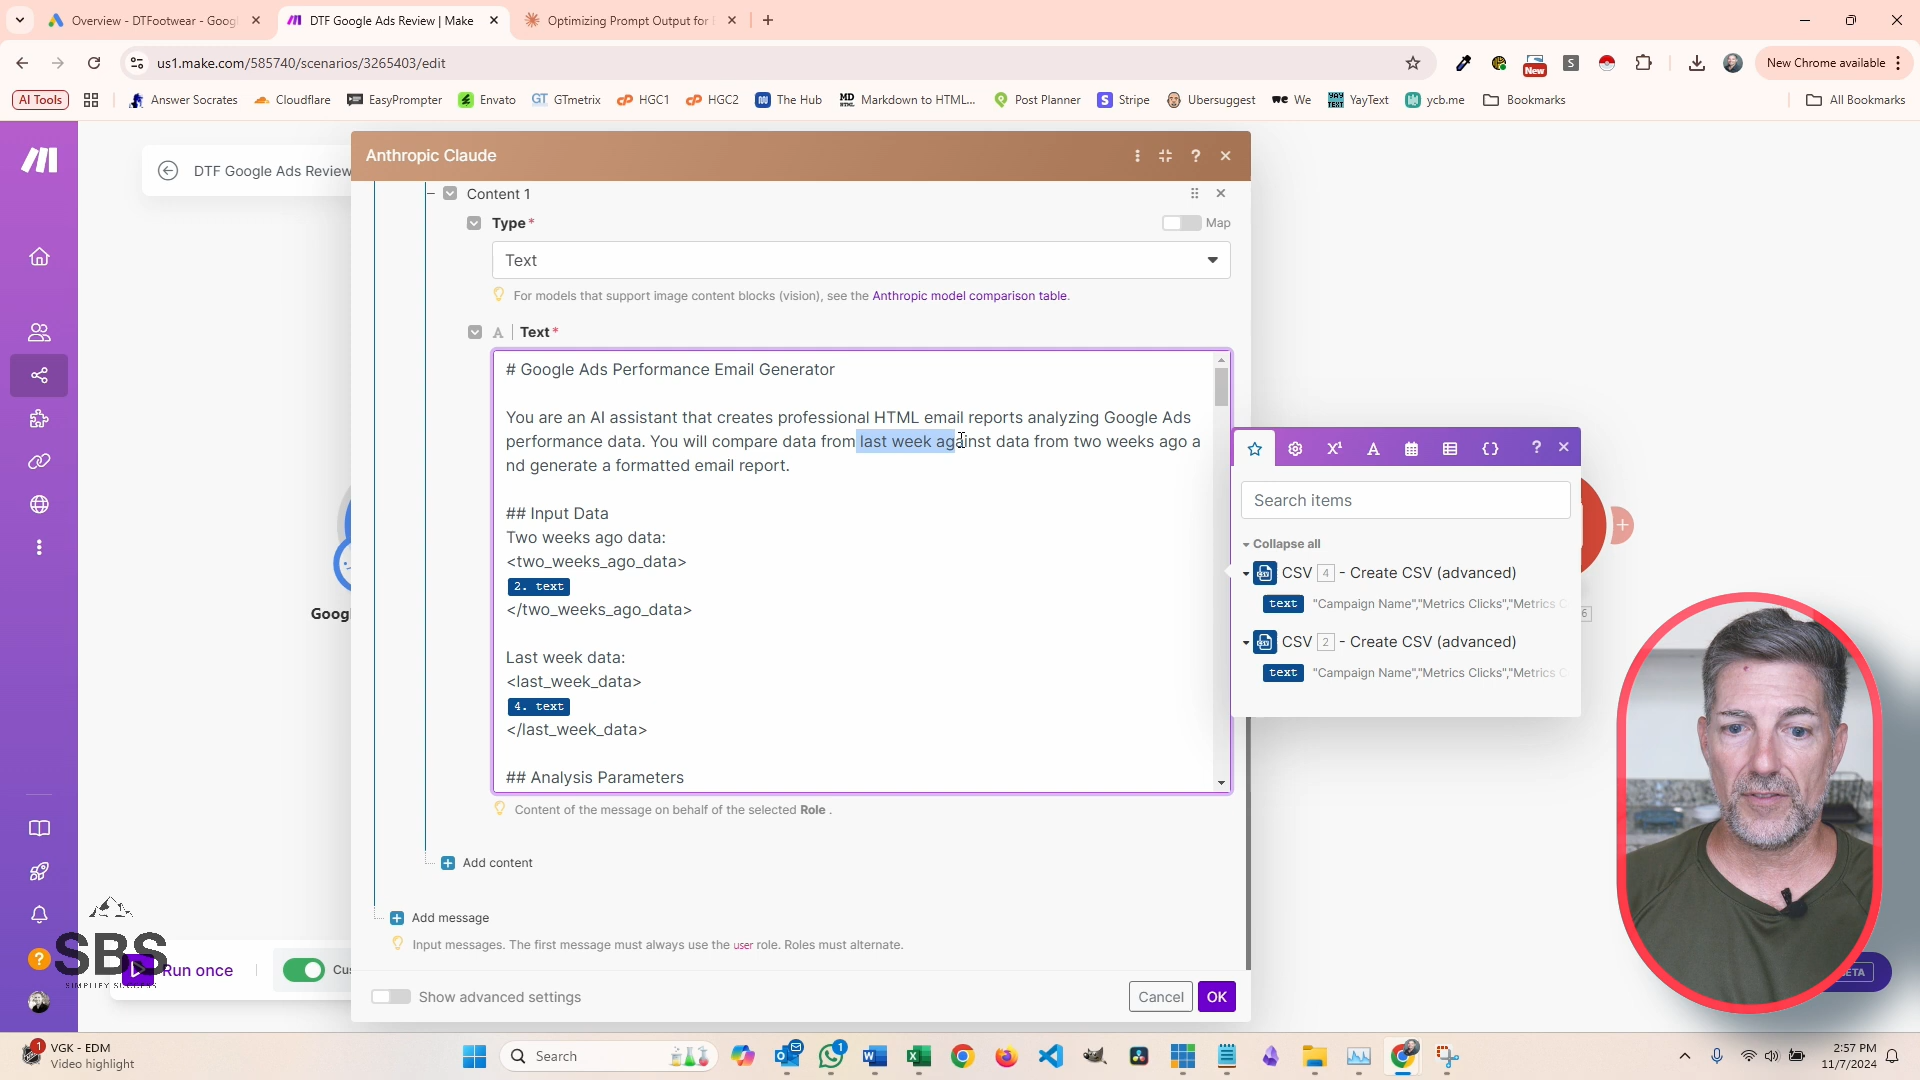 Overview - DTFootwear - Goog
DTF Google Ads Review | Make
Optimizing Prompt Output for
us1.make.com/585740/scenarios/3265403/edit
New
New Chrome available
AI Tools
Answer Socrates
Cloudflare
EasyPrompter
Envato
GTmetrix
HGC1
HGC2
The Hub
Markdown to HTML...
Post Planner
Stripe
Ubersuggest
We
YayText
ycb.me
Bookmarks
All Bookmarks
DTF Google Ads Review
Anthropic Claude
Content 1
Type*
Map
Text
For models that support image content blocks (vision), see the Anthropic model comparison table.
A Text*
# Google Ads Performance Email Generator
You are an AI assistant that creates professional HTML email reports analyzing Google Ads
performance data. You will compare data from last week against data from two weeks ago a
nd generate a formatted email report.
## Input Data
Two weeks ago data:
<two_weeks_ago_data>
2. text
</two_weeks_ago_data>
Last week data:
<last_week_data>
4. text
</last_week_data>
## Analysis Parameters
Content of the message on behalf of the selected Role .
Add content
Add message
Input messages. The first message must always use the user role. Roles must alternate.
Show advanced settings
Cancel
OK
Search items
Collapse all
CSV 4 - Create CSV (advanced)
text "Campaign Name","Metrics Clicks","Metrics C
CSV 2 - Create CSV (advanced)
text "Campaign Name","Metrics Clicks","Metrics C
Goog
6
SBS
SIMPLIFY SUCCESS
Run once
Cu
ETA
VGK - EDM
Video highlight
Search
2:57 PM
11/7/2024